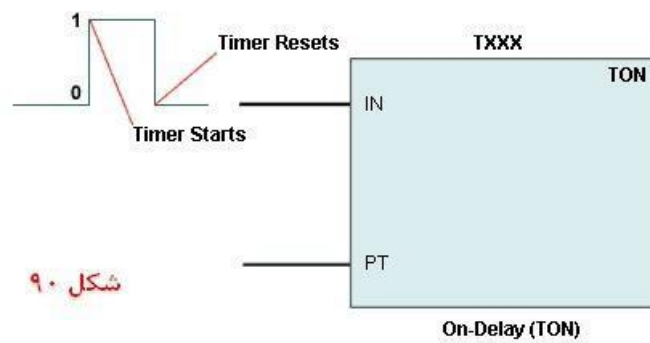 1
Timer Resets
TXXX
TON
0
IN
Timer Starts
PT
شکل ۹۰
On-Delay (TON)